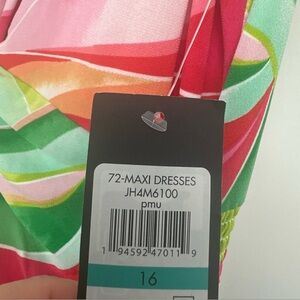 72-MAXI DRESSES
JH4M6100
pmu
1 94592 47011 9
16